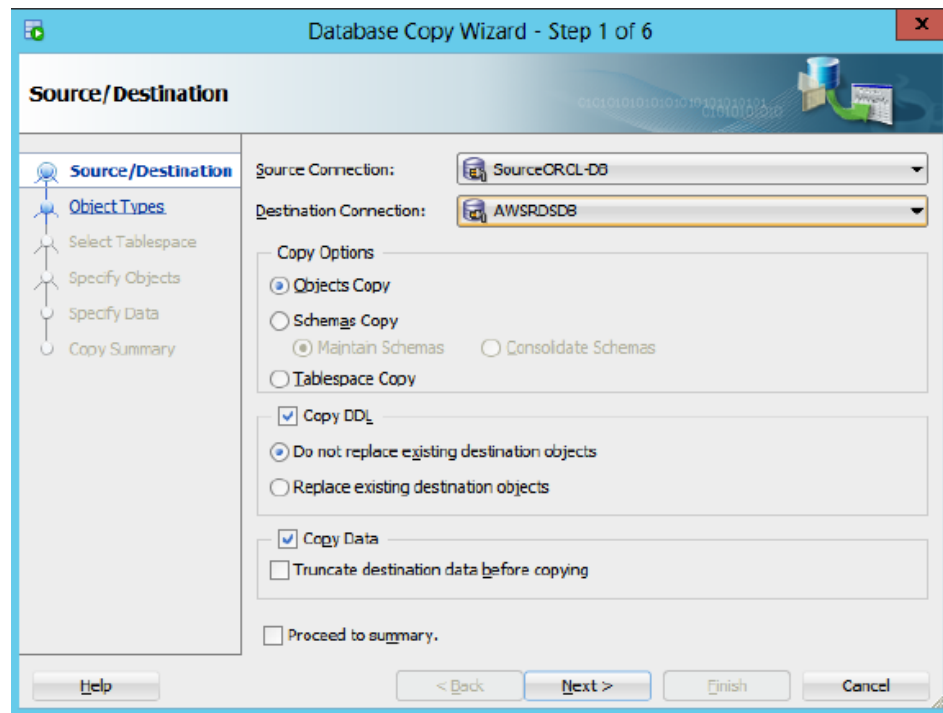 Database Copy Wizard - Step 1 of 6
x
Source/Destination
Source/Destination
Object Types
Select Tablespace
Specify Objects
Specify Data
Copy Summary
Source Connection: SourceORCL-DB
Destination Connection: AWSRDSDB
Copy Options
Objects Copy
Schemas Copy
Maintain Schemas Consolidate Schemas
Tablespace Copy
Copy DDL
Do not replace existing destination objects
Replace existing destination objects
Copy Data
Truncate destination data before copying
Proceed to summary.
Help < Back Next > Finish Cancel